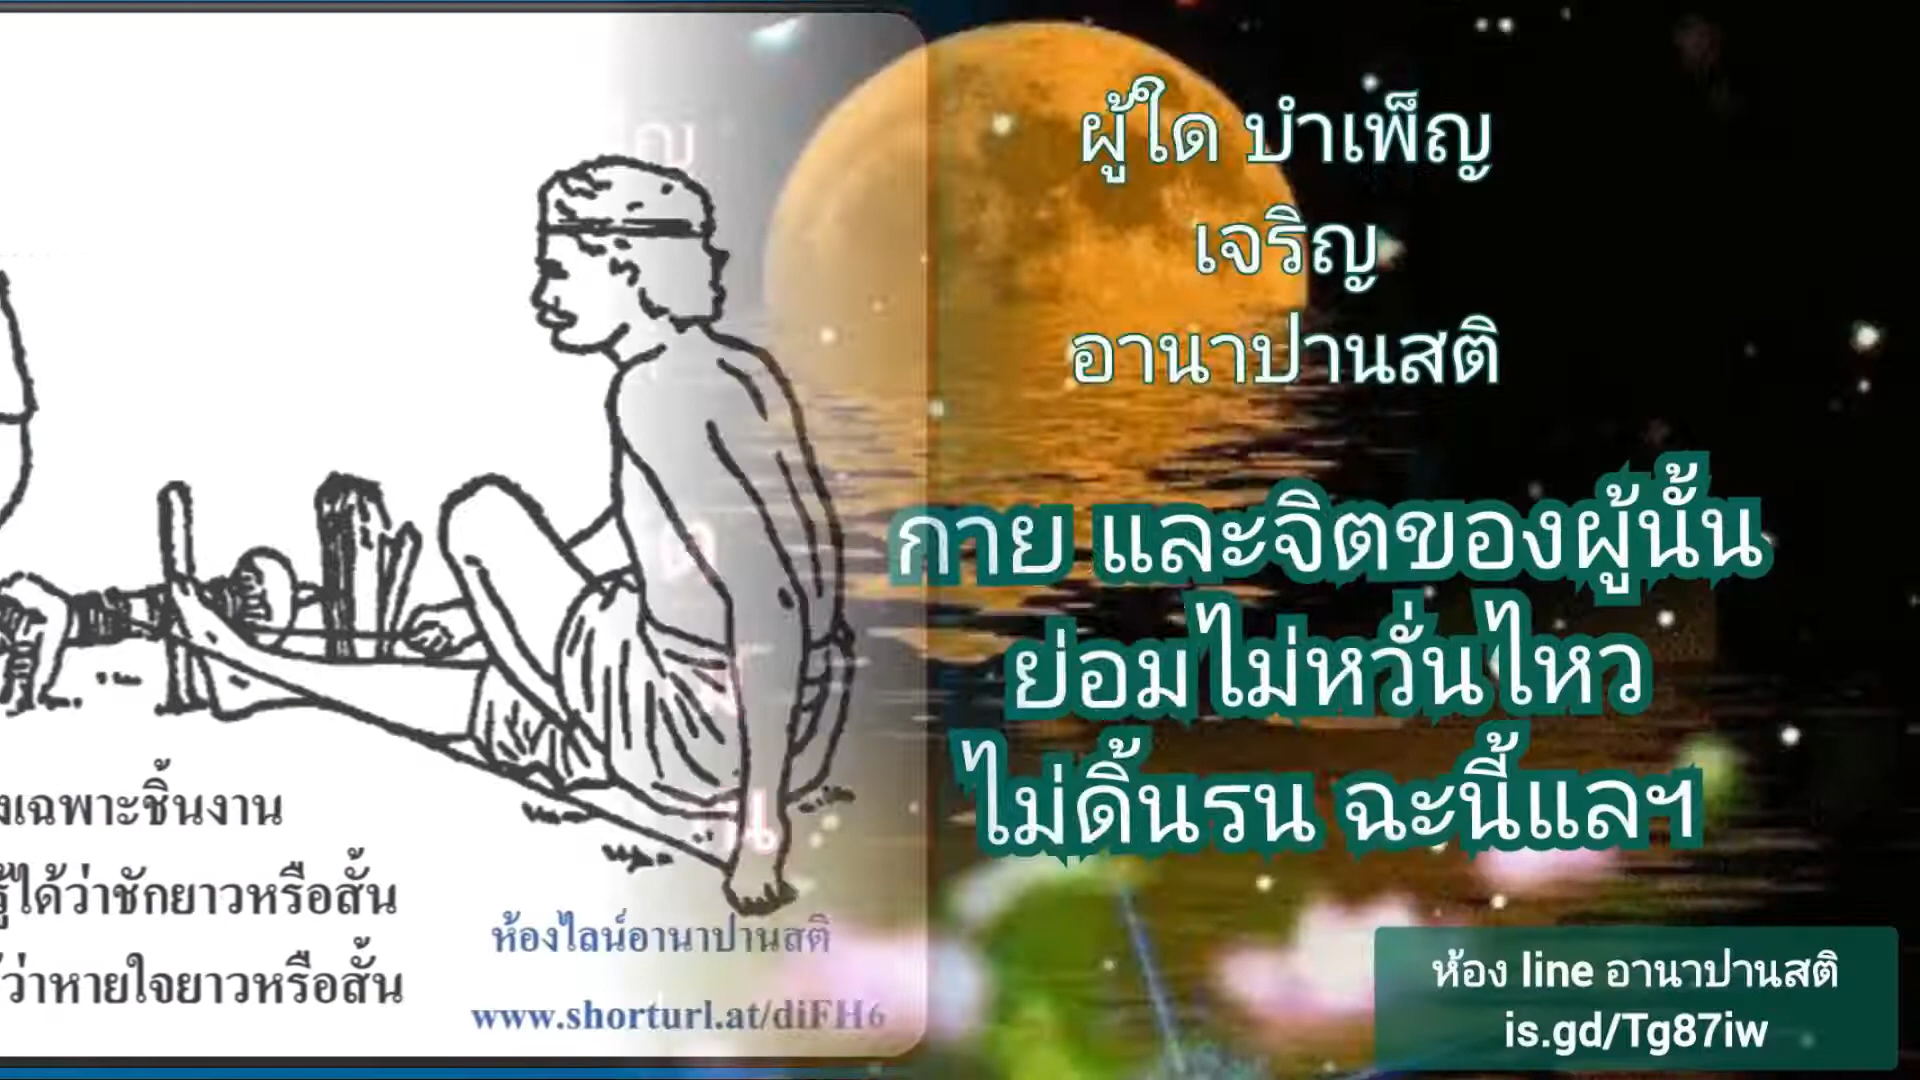 ผู้ใด บำเพ็ญ
เจริญ
อานาปานสติ
กาย และจิตของผู้นั้น
ย่อมไม่หวั่นไหว
ไม่ดิ้นรน ฉะนี้แลฯ
เฉพาะชิ้นงาน
รู้ได้ว่าชักยาวหรือสั้น
ว่าหายใจยาวหรือสั้น
ห้องไลน์อานาปานสติ
www.shorturl.at/diFH6
ห้อง line อานาปานสติ
is.gd/Tg87iw